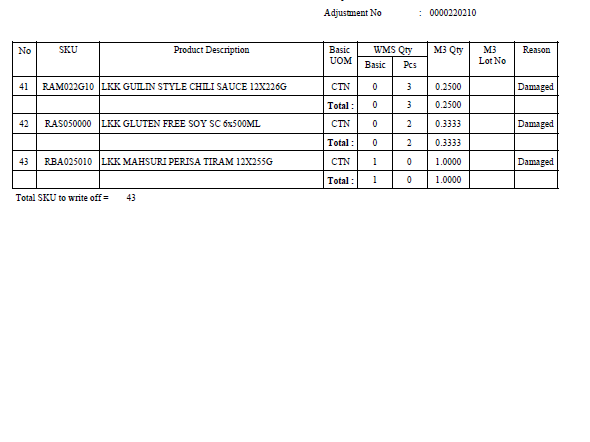 Adjustment No : 0000220210
No SKU Product Description Basic UOM WMS Qty M3 Qty M3 Lot No Reason
Basic Pcs
41 RAM022G10 LKK GUILIN STYLE CHILI SAUCE 12X226G CTN 0 3 0.2500 Damaged
Total : 0 3 0.2500
42 RAS050000 LKK GLUTEN FREE SOY SC 6x500ML CTN 0 2 0.3333 Damaged
Total : 0 2 0.3333
43 RBA025010 LKK MAHSURI PERISA TIRAM 12X255G CTN 1 0 1.0000 Damaged
Total : 1 0 1.0000
Total SKU to write off = 43